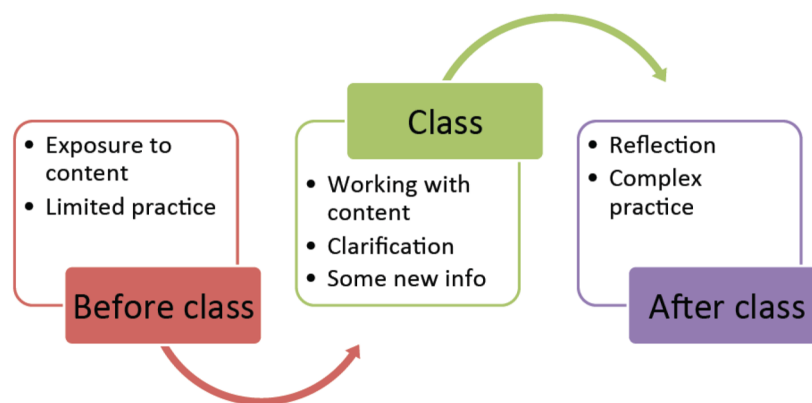 • Exposure to
content
• Limited practice
Before class
Class
• Working with
content
• Clarification
• Some new info
• Reflection
• Complex
practice
After class